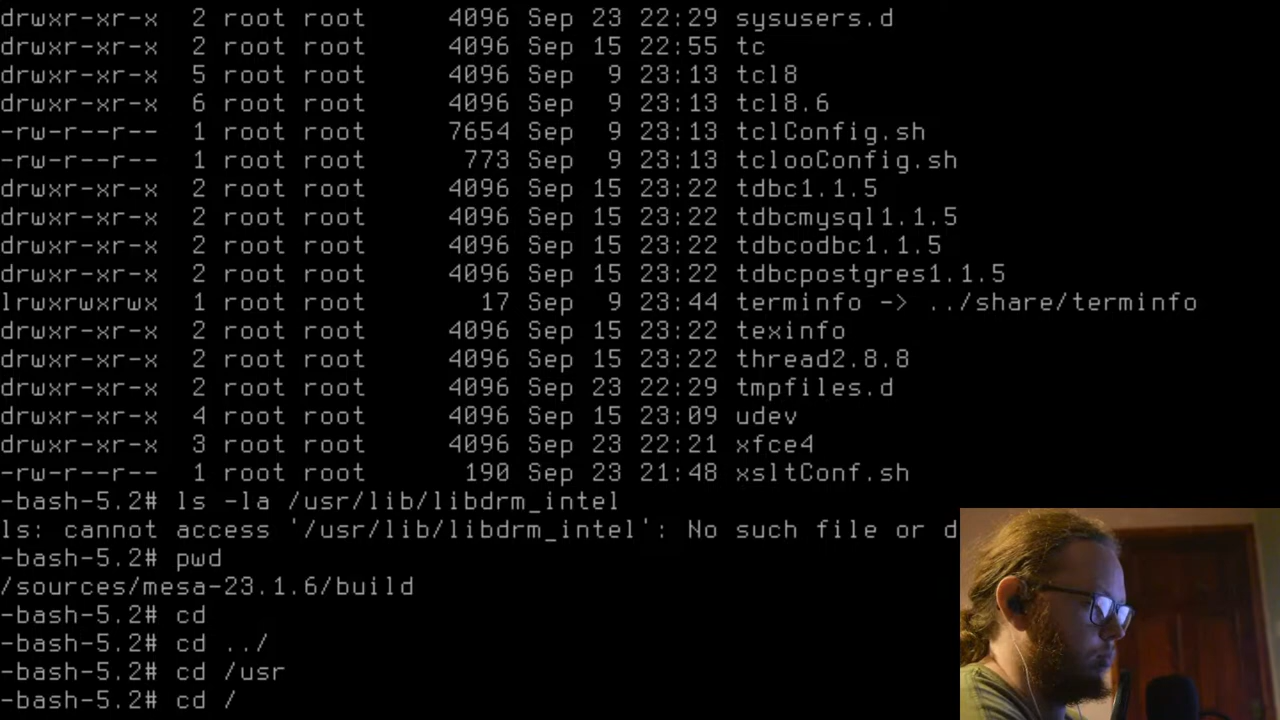 drwxr-xr-x  2 root root     4096 Sep 23 22:29 sysusers.d
drwxr-xr-x  2 root root     4096 Sep 15 22:55 tc
drwxr-xr-x  5 root root     4096 Sep  9 23:13 tcl8
drwxr-xr-x  6 root root     4096 Sep  9 23:13 tcl8.6
-rw-r--r--  1 root root     7654 Sep  9 23:13 tclConfig.sh
-rw-r--r--  1 root root      773 Sep  9 23:13 tclooConfig.sh
drwxr-xr-x  2 root root     4096 Sep 15 23:22 tdbc1.1.5
drwxr-xr-x  2 root root     4096 Sep 15 23:22 tdbcmysql1.1.5
drwxr-xr-x  2 root root     4096 Sep 15 23:22 tdbcodbc1.1.5
drwxr-xr-x  2 root root     4096 Sep 15 23:22 tdbcpostgres1.1.5
lrwxrwxrwx  1 root root       17 Sep  9 23:44 terminfo -> ../share/terminfo
drwxr-xr-x  2 root root     4096 Sep 15 23:22 texinfo
drwxr-xr-x  2 root root     4096 Sep 15 23:22 thread2.8.8
drwxr-xr-x  2 root root     4096 Sep 23 22:29 tmpfiles.d
drwxr-xr-x  4 root root     4096 Sep 15 23:09 udev
drwxr-xr-x  3 root root     4096 Sep 23 22:21 xfce4
-rw-r--r--  1 root root      190 Sep 23 21:48 xsltConf.sh
-bash-5.2# ls -la /usr/lib/libdrm_intel
ls: cannot access '/usr/lib/libdrm_intel': No such file or d
-bash-5.2# pwd
/sources/mesa-23.1.6/build
-bash-5.2# cd
-bash-5.2# cd ../
-bash-5.2# cd /usr
-bash-5.2# cd /